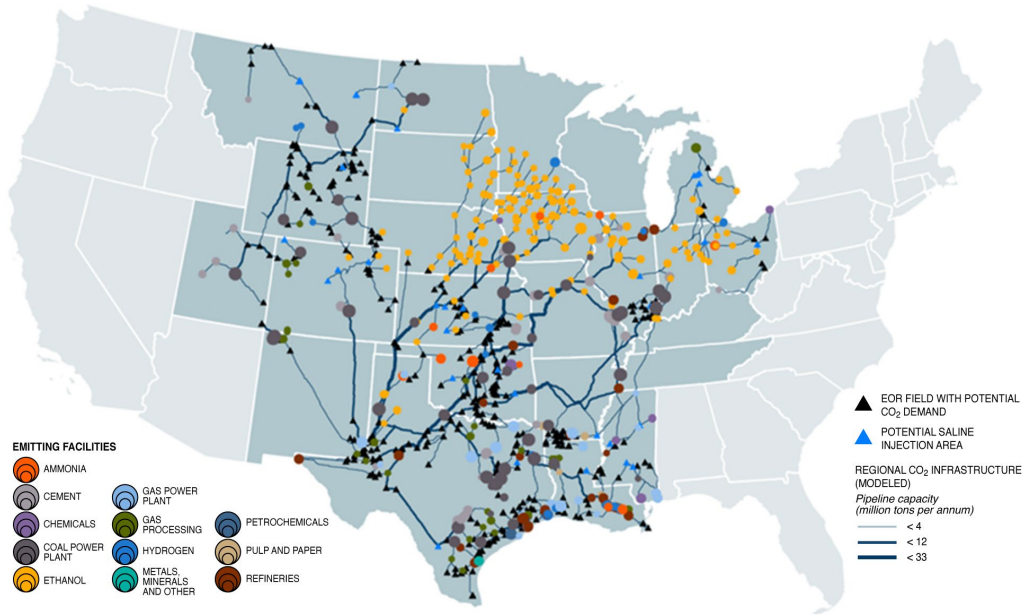 EOR FIELD WITH POTENTIAL
CO₂ DEMAND
POTENTIAL SALINE
INJECTION AREA
REGIONAL CO₂ INFRASTRUCTURE
(MODELED)
Pipeline capacity
(million tons per annum)
< 4
< 12
< 33
EMITTING FACILITIES
AMMONIA
CEMENT
CHEMICALS
COAL POWER
PLANT
ETHANOL
GAS POWER
PLANT
GAS
PROCESSING
HYDROGEN
METALS,
MINERALS
AND OTHER
PETROCHEMICALS
PULP AND PAPER
REFINERIES